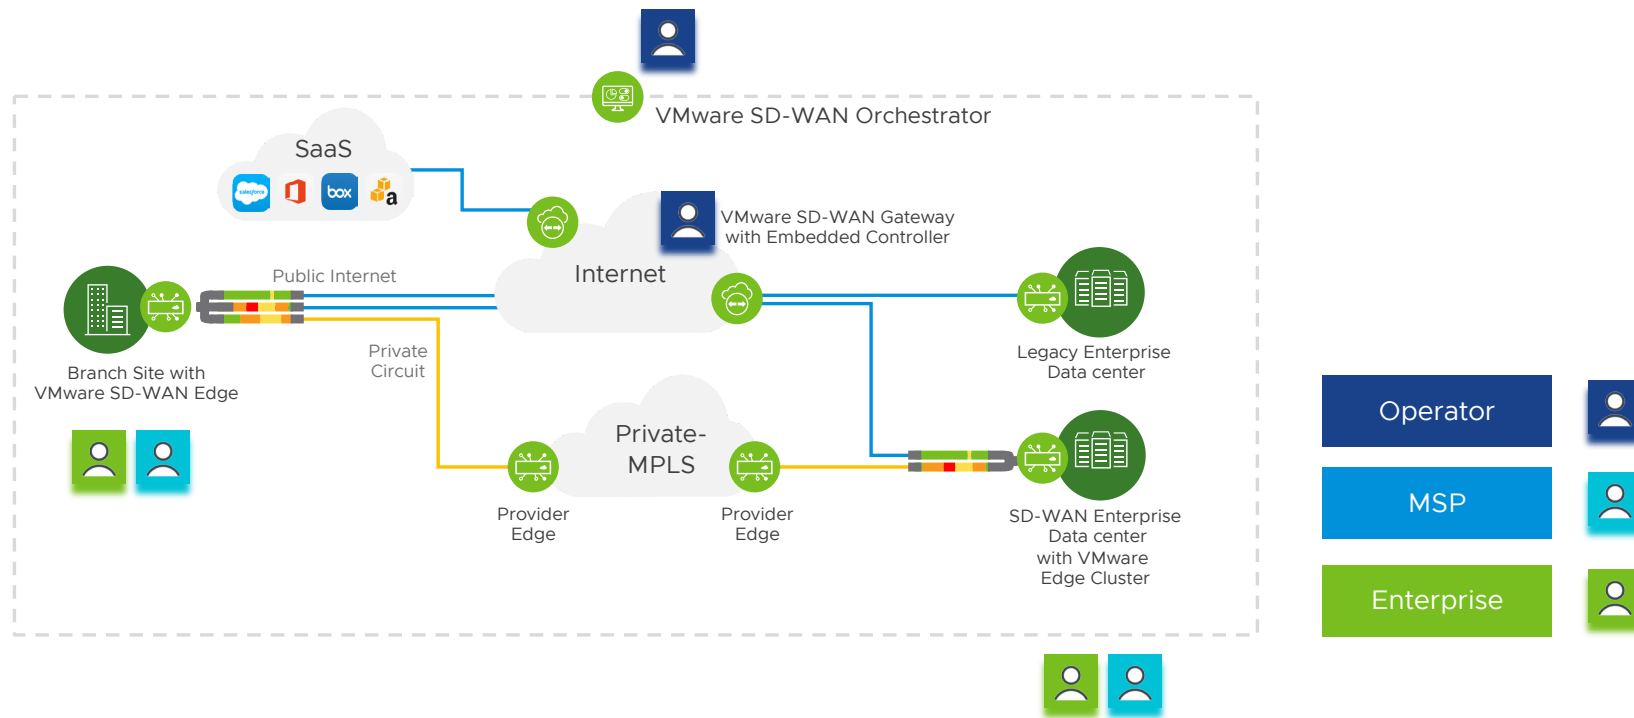 VMware SD-WAN Orchestrator
SaaS
salesforce
box
a
VMware SD-WAN Gateway
with Embedded Controller
Internet
Public Internet
Private
Circuit
Branch Site with
VMware SD-WAN Edge
Legacy Enterprise
Data center
Private-
MPLS
Provider
Edge
Provider
Edge
SD-WAN Enterprise
Data center
with VMware
Edge Cluster
Operator
MSP
Enterprise